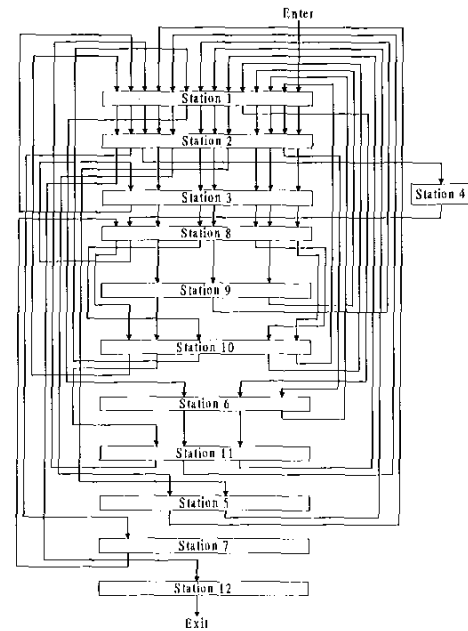 Enter
Station 1
Station 2
Station 3
Station 4
Station 8
Station 9
Station 10
Station 6
Station 11
Station 5
Station 7
Station 12
Exit